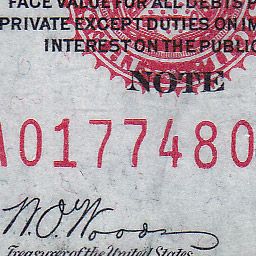 FACE VALUE FOR ALL DEBTS P
PRIVATE EXCEPT DUTIES ON IM
INTEREST ON THE PUBLIC
NOTE
A0177480
W.O. Woods
Treasurer of the United States